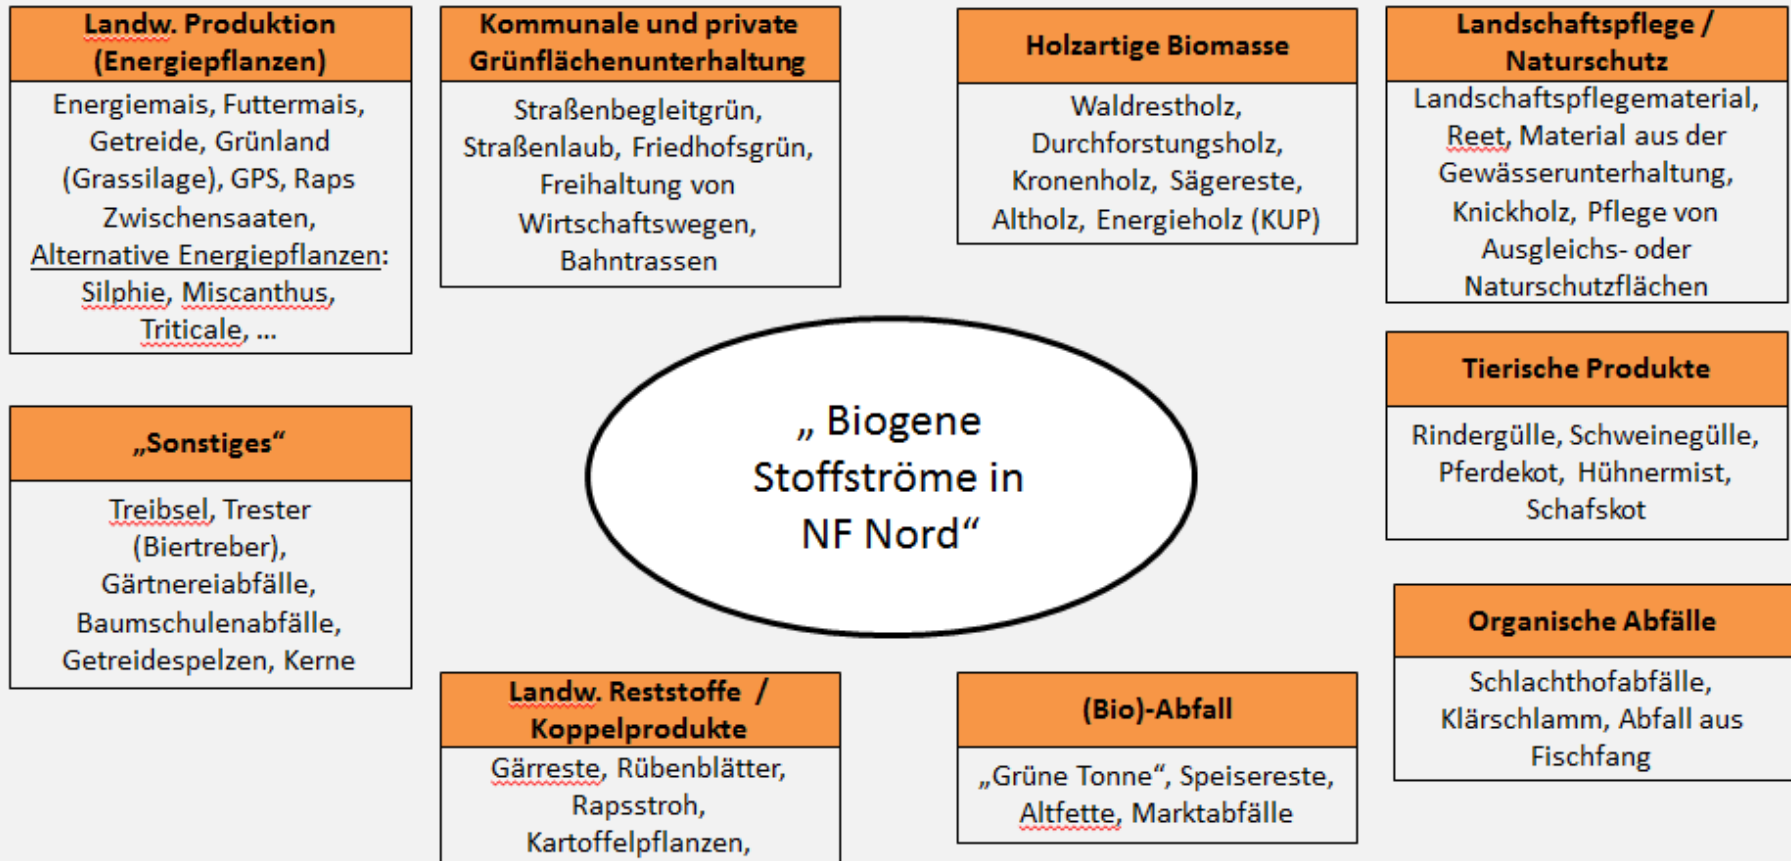 Landw. Produktion
(Energiepflanzen)
Energiemais, Futtermais,
Getreide, Grünland
(Grassilage), GPS, Raps
Zwischensaaten,
Alternative Energiepflanzen:
Silphie, Miscanthus,
Triticale, ...
Kommunale und private
Grünflächenunterhaltung
Straßenbegleitgrün,
Straßenlaub, Friedhofsgrün,
Freihaltung von
Wirtschaftswegen,
Bahntrassen
Holzartige Biomasse
Waldrestholz,
Durchforstungsholz,
Kronenholz, Sägereste,
Altholz, Energieholz (KUP)
Landschaftspflege /
Naturschutz
Landschaftspflegematerial,
Reet, Material aus der
Gewässerunterhaltung,
Knickholz, Pflege von
Ausgleichs- oder
Naturschutzflächen
„ Biogene
Stoffströme in
NF Nord“
Tierische Produkte
Rindergülle, Schweinegülle,
Pferdekot, Hühnermist,
Schafskot
„Sonstiges“
Treibsel, Trester
(Biertreber),
Gärtnereiabfälle,
Baumschulenabfälle,
Getreidespelzen, Kerne
Organische Abfälle
Schlachthofabfälle,
Klärschlamm, Abfall aus
Fischfang
Landw. Reststoffe /
Koppelprodukte
Gärreste, Rübenblätter,
Rapsstroh,
Kartoffelpflanzen,
(Bio)-Abfall
„Grüne Tonne“, Speisereste,
Altfette, Marktabfälle